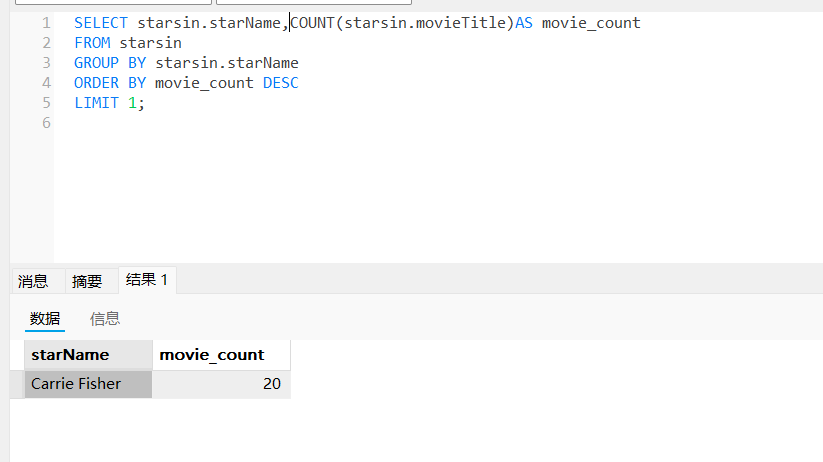 1 SELECT starsin.starName,COUNT(starsin.movieTitle)AS movie_count
2 FROM starsin
3 GROUP BY starsin.starName
4 ORDER BY movie_count DESC
5 LIMIT 1;
6
消息 摘要 结果 1
数据 信息
starName movie_count
Carrie Fisher 20